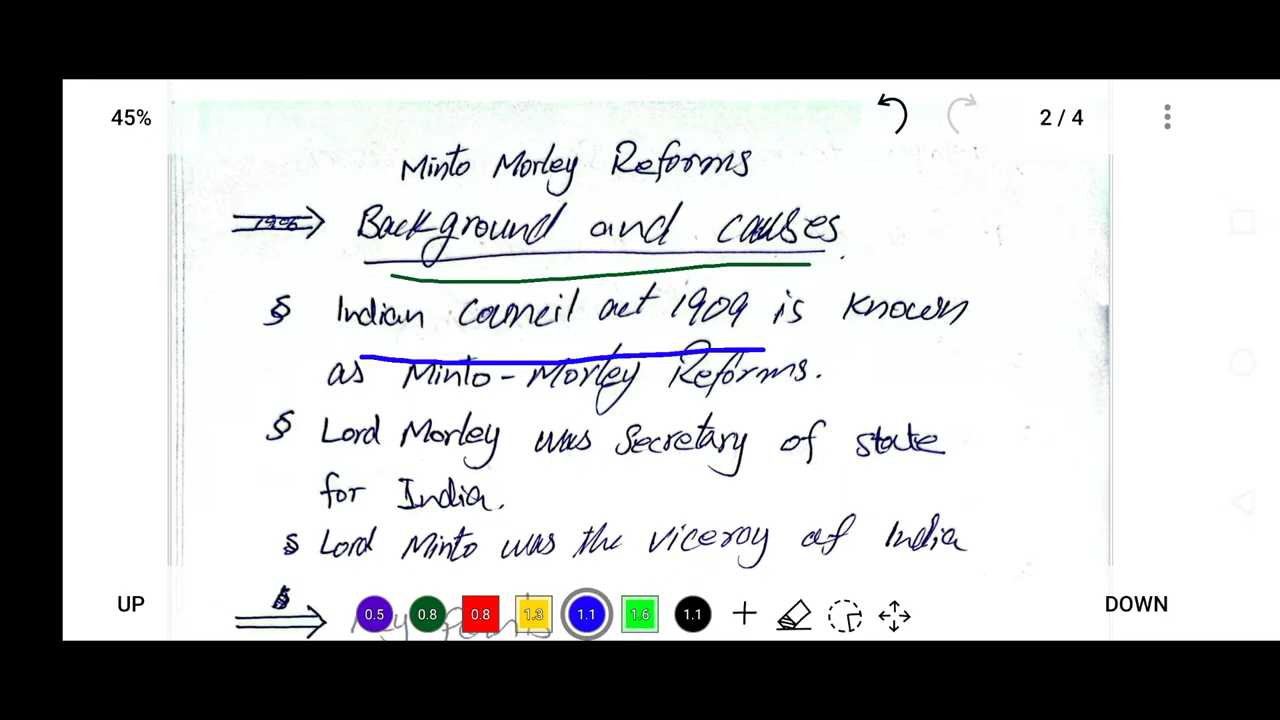 45%
2 / 4
Minto Morley Reforms
Background and causes.
§ Indian Council act 1909 is known
as Minto-Morley Reforms.
§ Lord Morley was Secretary of state
for India.
§ Lord Minto was the viceroy of India
UP
0.5 0.8 0.8 1.3 1.1 1.6 1.1
DOWN
Key Points